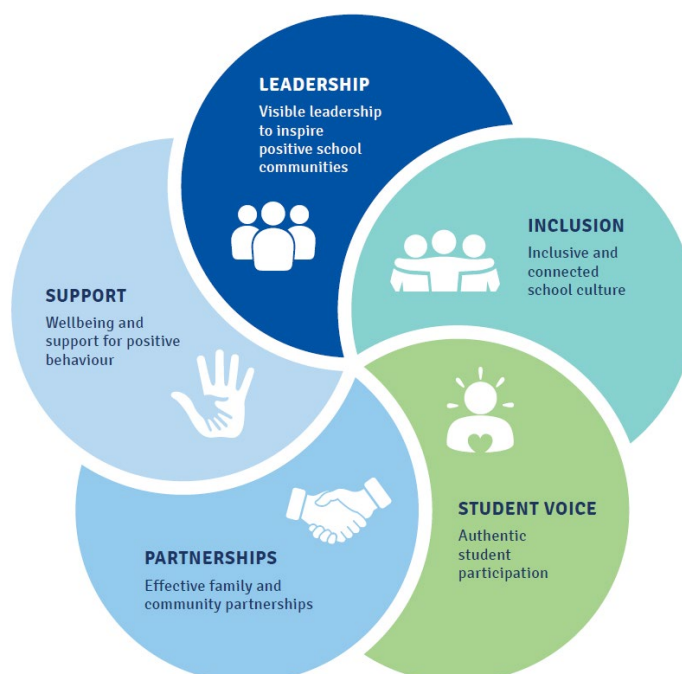 LEADERSHIP
Visible leadership
to inspire
positive school
communities
INCLUSION
Inclusive and
connected
school culture
STUDENT VOICE
Authentic
student
participation
PARTNERSHIPS
Effective family and
community partnerships
SUPPORT
Wellbeing and
support for positive
behaviour